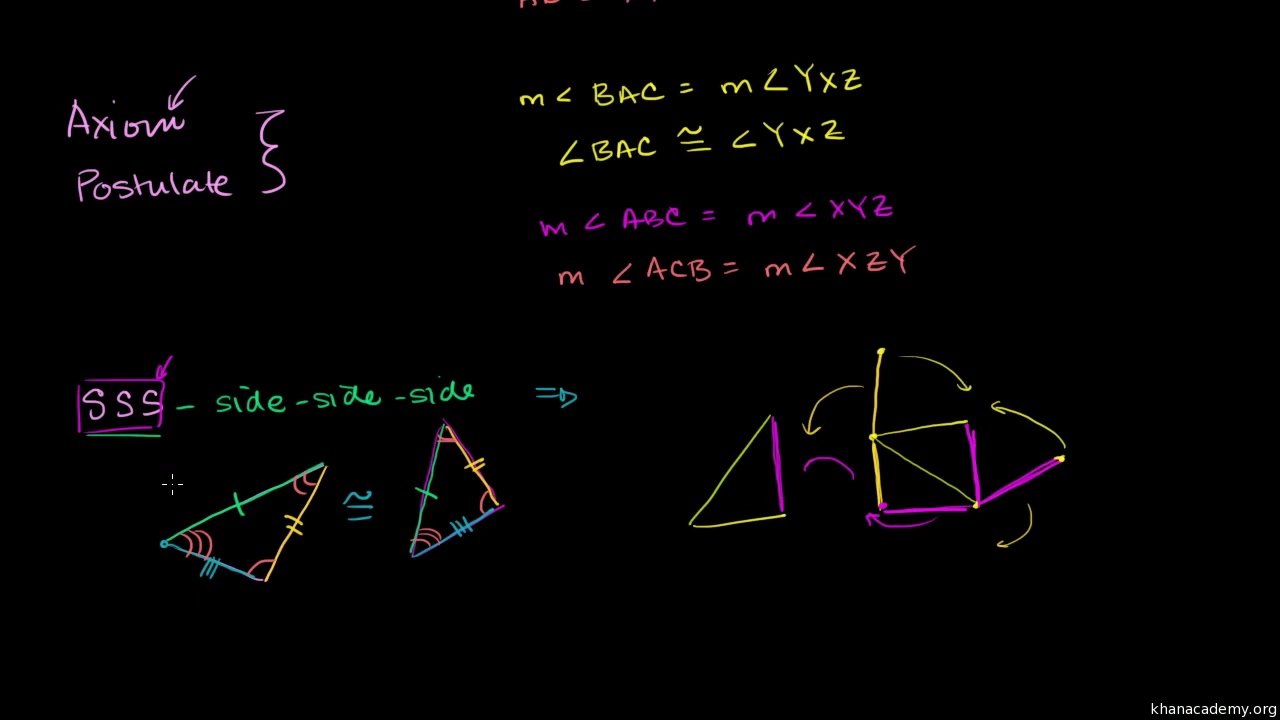 m∠ BAC = m∠YXZ
∠BAC ≅ ∠YXZ
Axiom
Postulate
m ∠ ABC = m ∠ XYZ
m ∠ACB = m∠ XZY
SSS - side -side -side ⇒
≅
khanacademy.org